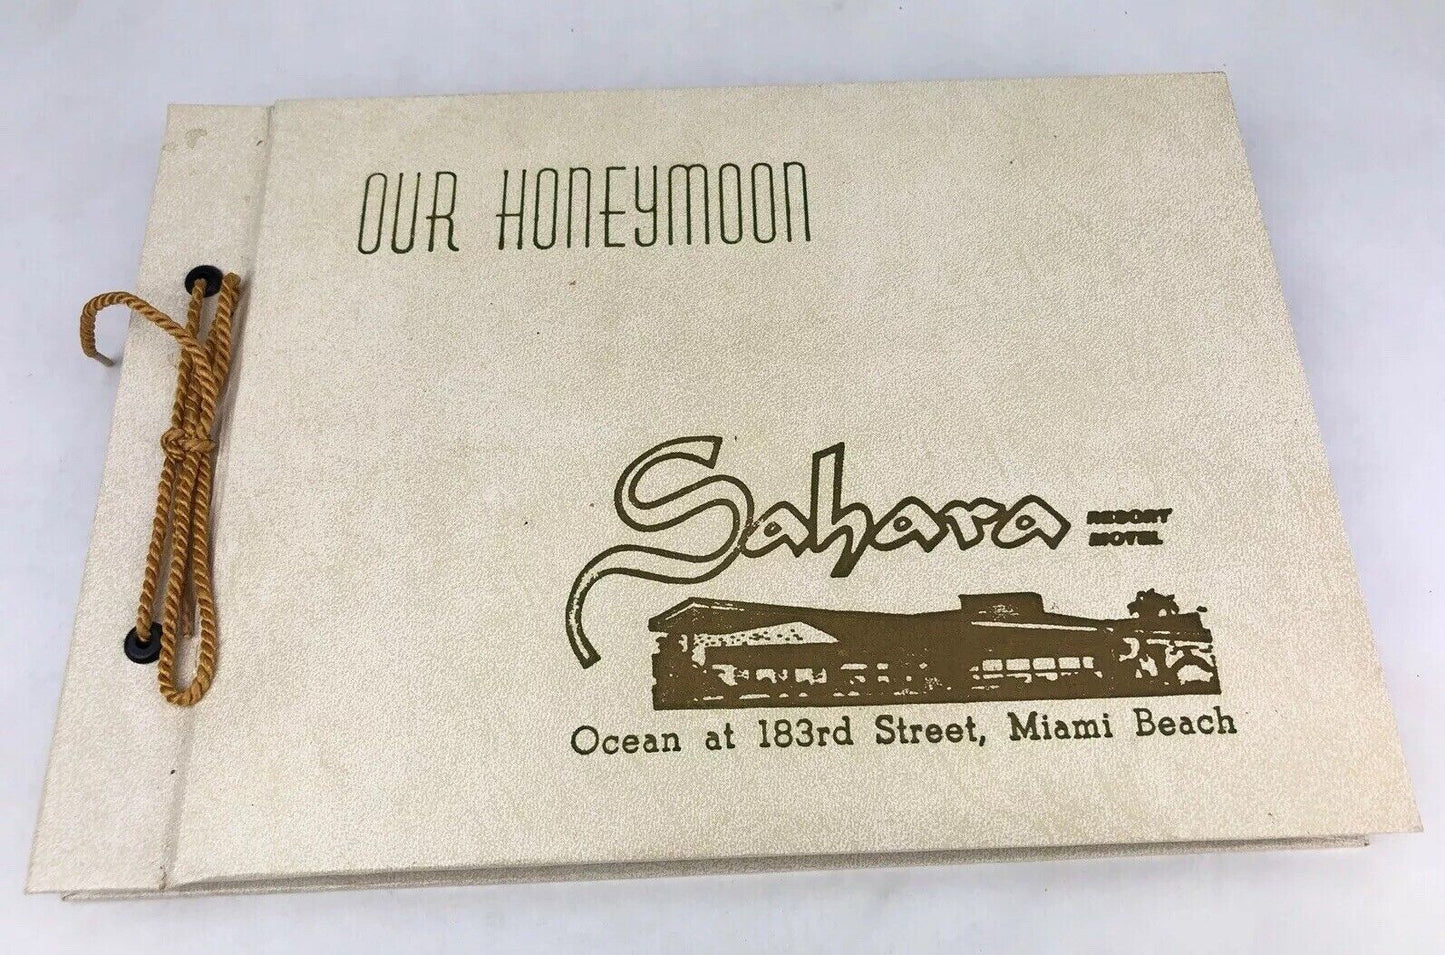 OUR HONEYMOON
Sahara RESORT
MOTEL
Ocean at 183rd Street, Miami Beach